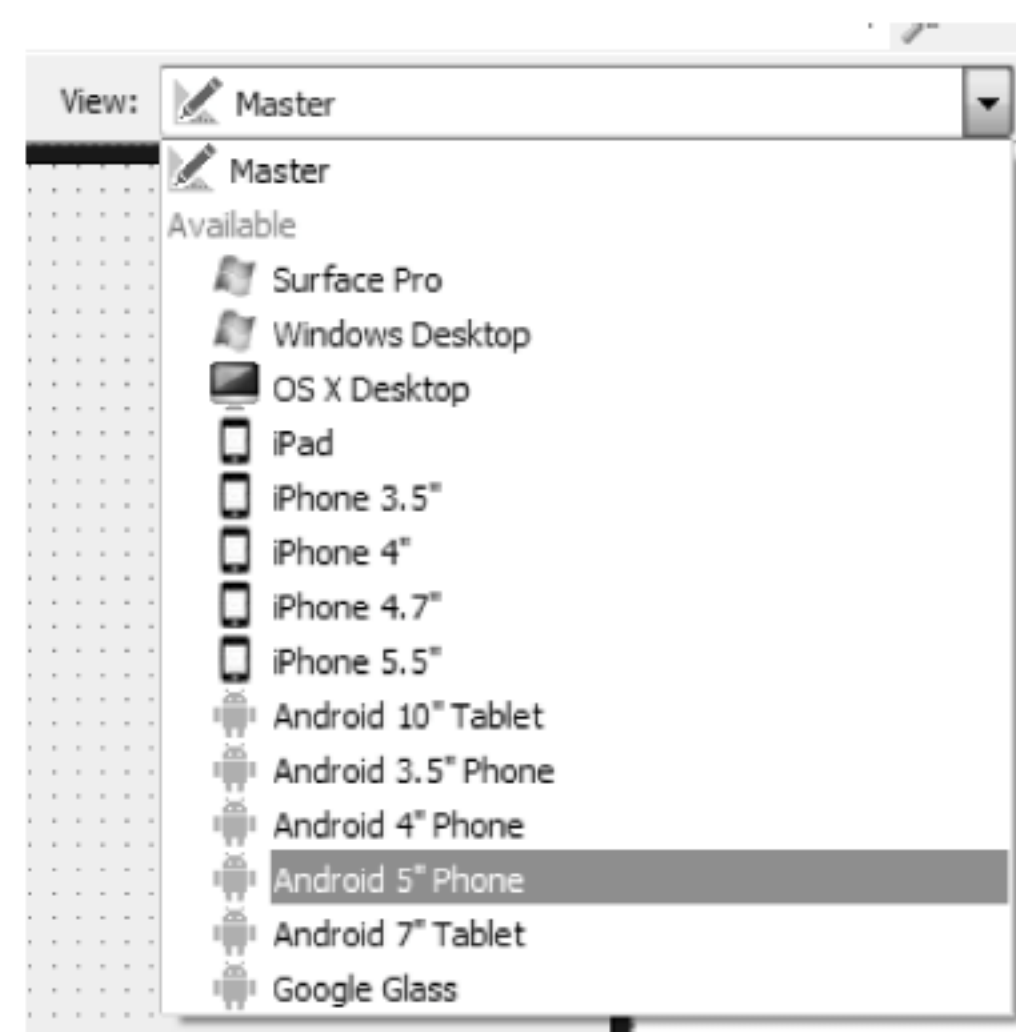 View: Master
Master
Available
Surface Pro
Windows Desktop
OS X Desktop
iPad
iPhone 3.5"
iPhone 4"
iPhone 4.7"
iPhone 5.5"
Android 10" Tablet
Android 3.5" Phone
Android 4" Phone
Android 5" Phone
Android 7" Tablet
Google Glass